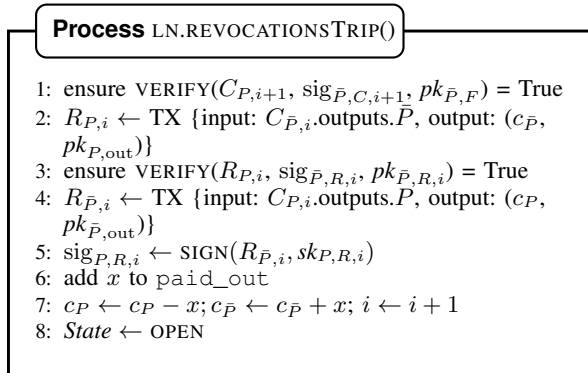 Process LN.REVOCATIONSTRIP()
1: ensure VERIFY(C_{P,i+1}, sig_{P̄,C,i+1}, pk_{P̄,F}) = True
2: R_{P,i} ← TX {input: C_{P̄,i}.outputs.P̄, output: (c_{P̄},
pk_{P,out})}
3: ensure VERIFY(R_{P,i}, sig_{P̄,R,i}, pk_{P̄,R,i}) = True
4: R_{P̄,i} ← TX {input: C_{P,i}.outputs.P, output: (c_P,
pk_{P̄,out})}
5: sig_{P,R,i} ← SIGN(R_{P̄,i}, sk_{P,R,i})
6: add x to paid_out
7: c_P ← c_P − x; c_{P̄} ← c_{P̄} + x; i ← i + 1
8: State ← OPEN